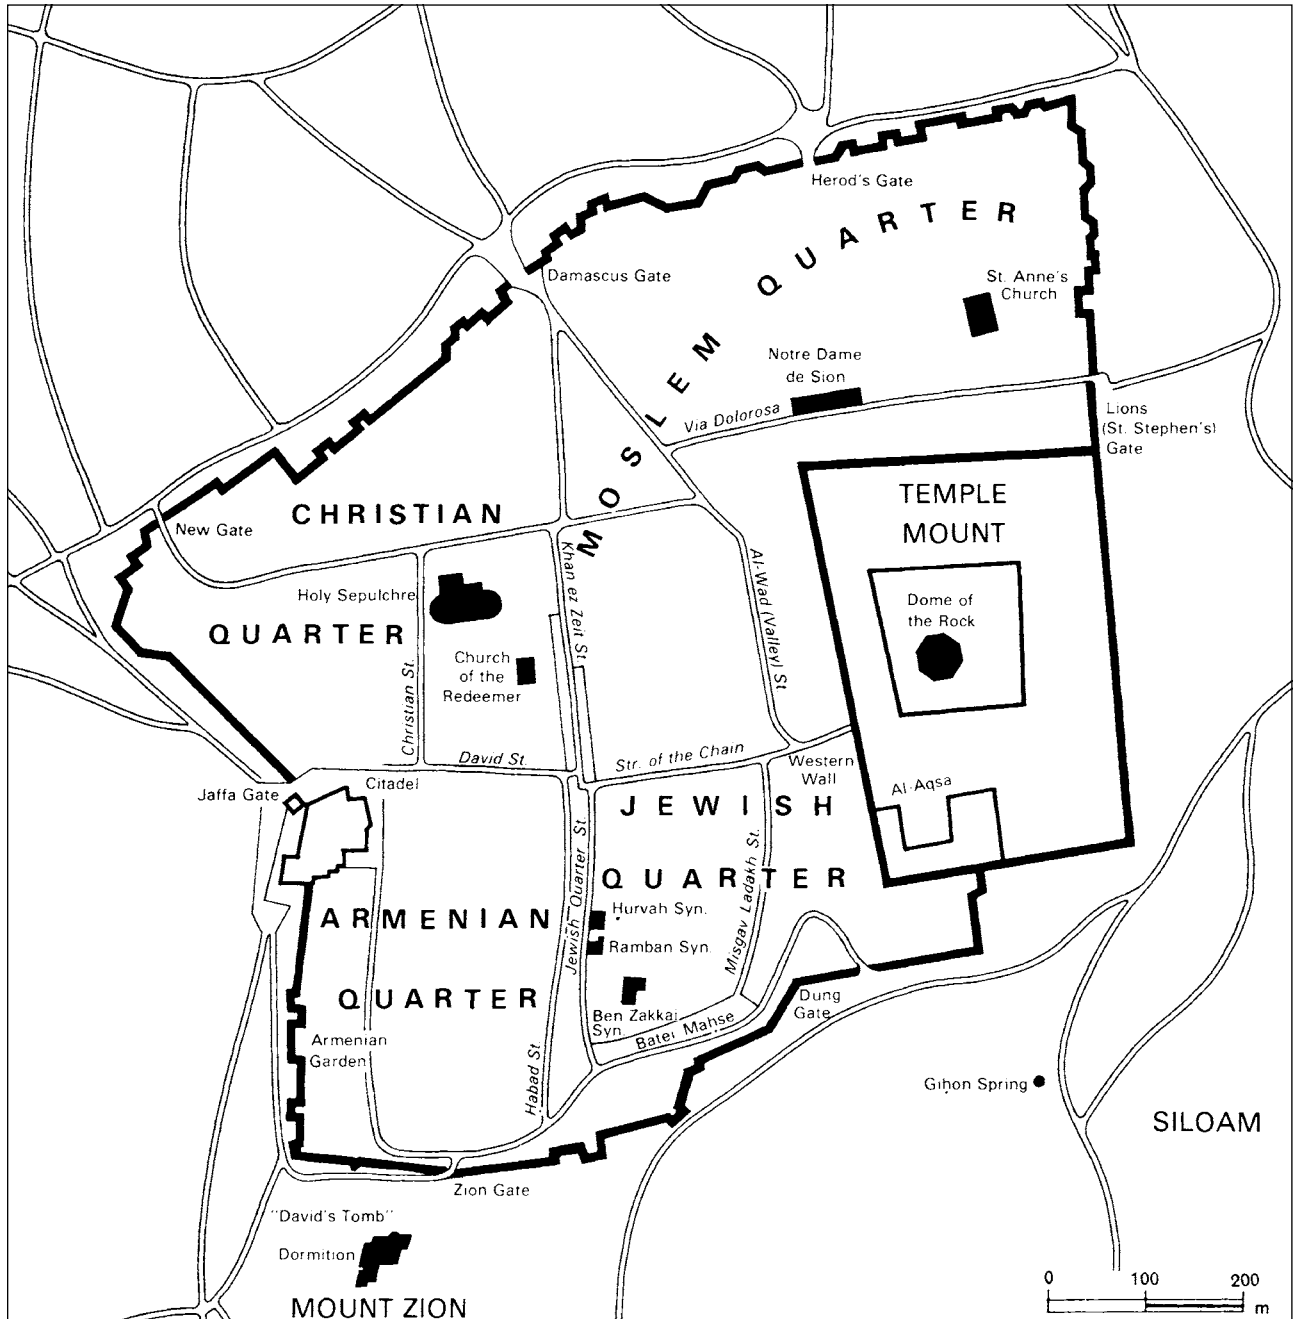 Herod's Gate
MOSLEM QUARTER
Damascus Gate
St. Anne's
Church
Notre Dame
de Sion
Via Dolorosa
Lions
(St. Stephen's)
Gate
TEMPLE
MOUNT
CHRISTIAN
New Gate
Khan ez Zeit St.
Al-Wad (Valley) St
Holy Sepulchre
Dome of
the Rock
QUARTER
Church
of the
Redeemer
Christian St.
David St.
Str. of the Chain
Western
Wall
Jaffa Gate
Citadel
Al-Aqsa
JEWISH
QUARTER
Jewish Quarter St.
Misgav Ladakh St.
Hurvah Syn.
Ramban Syn.
ARMENIAN
QUARTER
Ben Zakkai
Syn.
Batei Mahse
Dung
Gate
Armenian
Garden
Habad St.
Gihon Spring
SILOAM
Zion Gate
"David's Tomb"
Dormition
MOUNT ZION
0 100 200
m